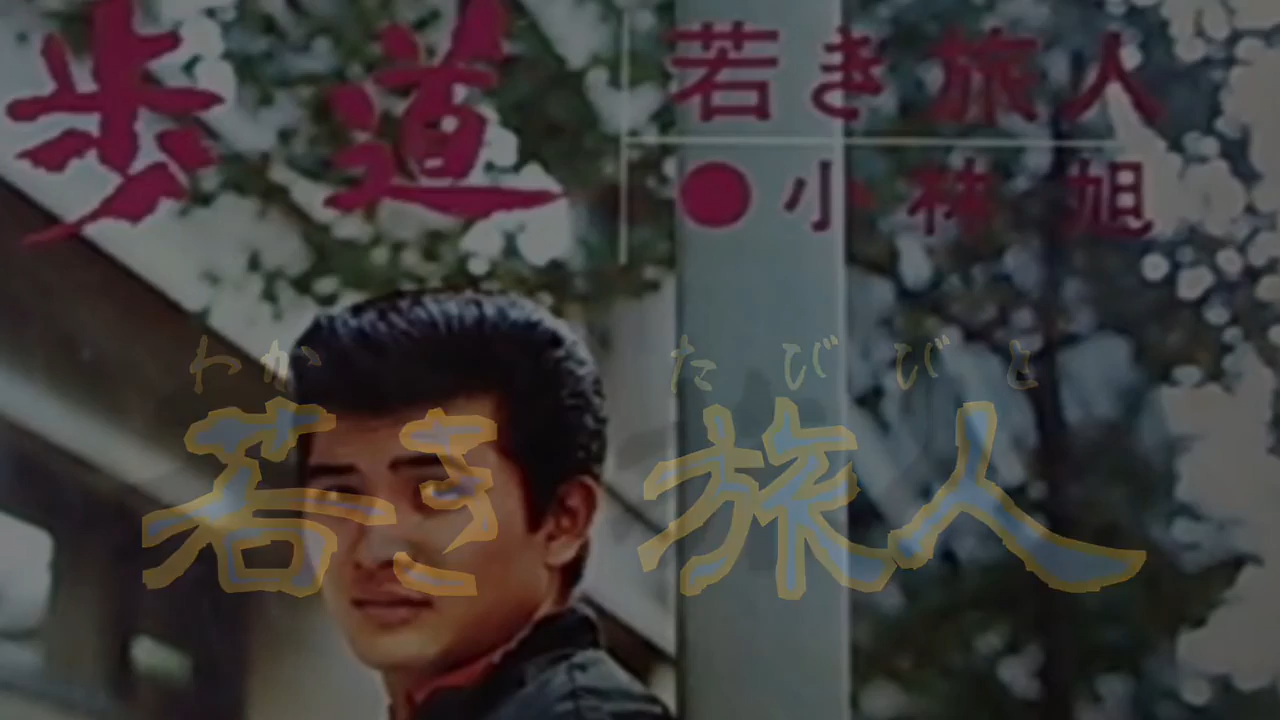 歩道
若き旅人
●小林旭
わか たびびと
若き旅人